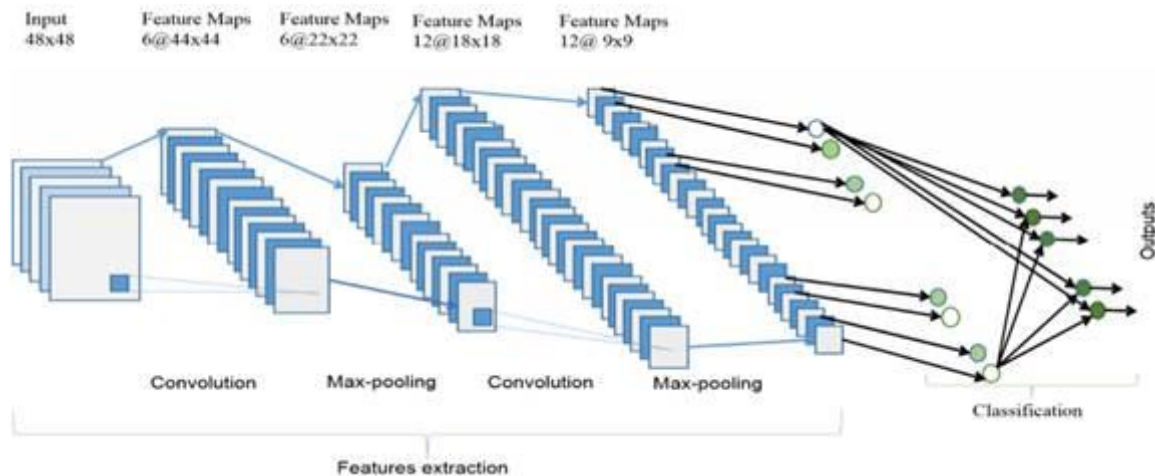 Input
48x48
Feature Maps
6@44x44
Feature Maps
6@22x22
Feature Maps
12@18x18
Feature Maps
12@ 9x9
Outputs
Convolution
Max-pooling
Convolution
Max-pooling
Classification
Features extraction